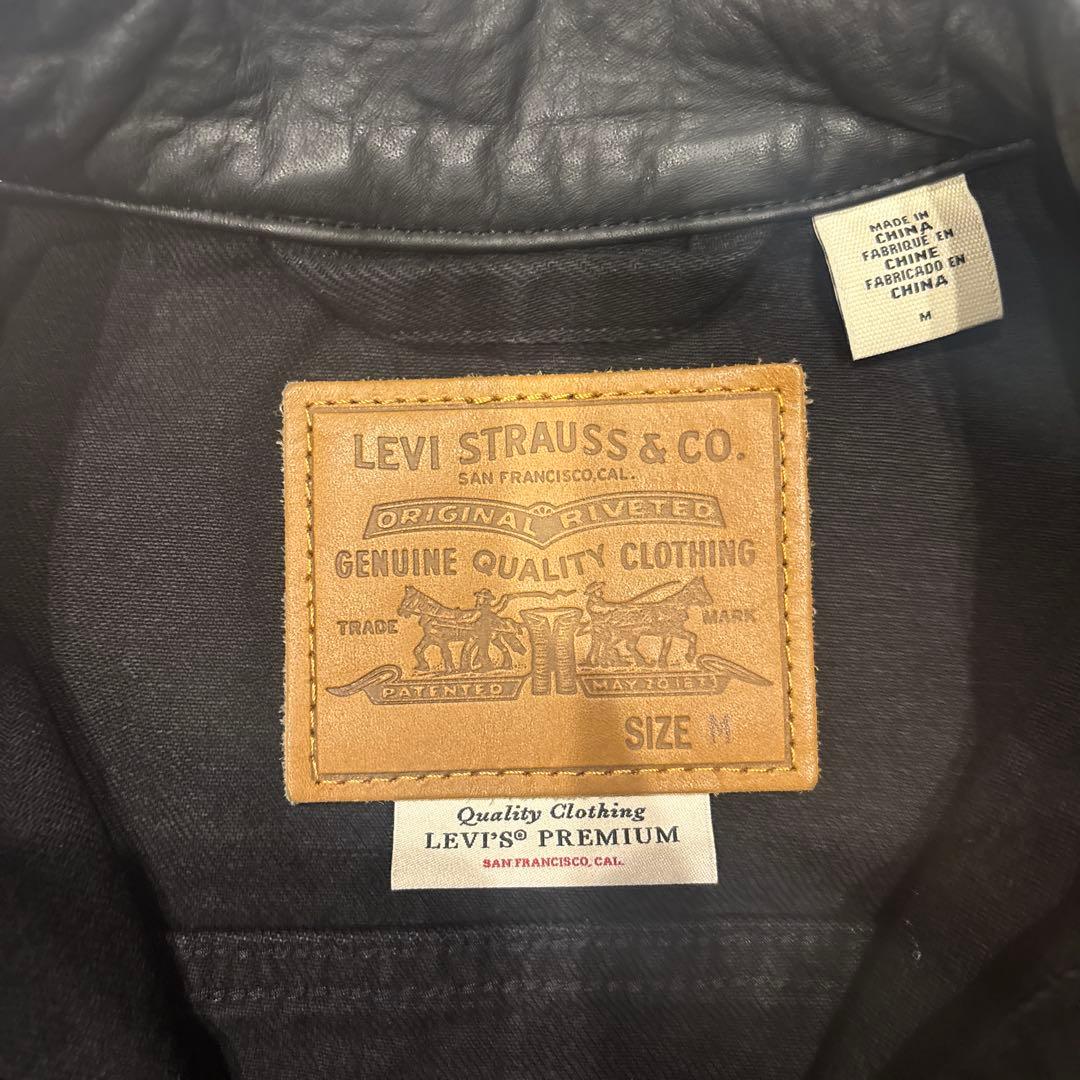 MADE IN
CHINA
FABRIQUÉ EN
CHINE
FABRICADO EN
CHINA
M
LEVI STRAUSS & CO.
SAN FRANCISCO, CAL.
ORIGINAL RIVETED
GENUINE QUALITY CLOTHING
TRADE MARK
PATENTED MAY 20 1873
SIZE M
Quality Clothing
LEVI'S® PREMIUM
SAN FRANCISCO, CAL.